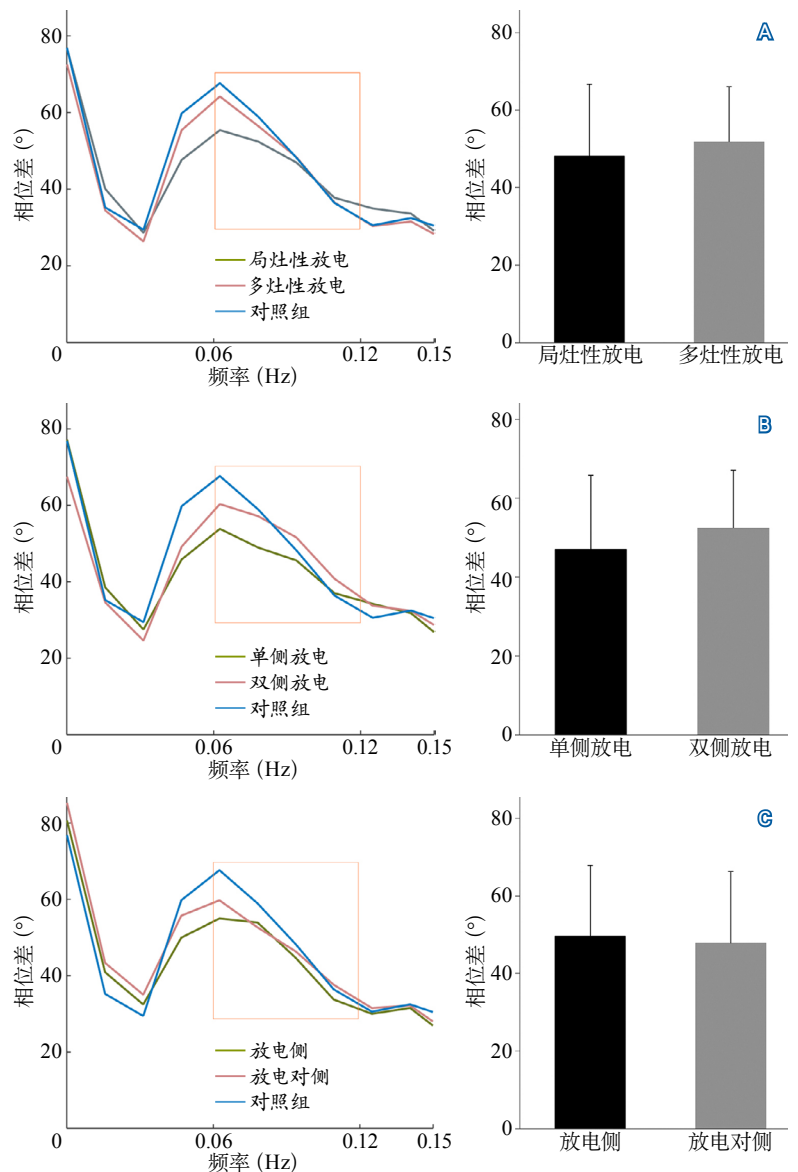 80
60
40
20
0
0.06
0.12
0.15
相位差 (°)
频率 (Hz)
局灶性放电
多灶性放电
对照组
A
80
60
40
20
0
相位差 (°)
局灶性放电
多灶性放电
80
60
40
20
0
0.06
0.12
0.15
相位差 (°)
频率 (Hz)
单侧放电
双侧放电
对照组
B
80
60
40
20
0
相位差 (°)
单侧放电
双侧放电
80
60
40
20
0
0.06
0.12
0.15
相位差 (°)
频率 (Hz)
放电侧
放电对侧
对照组
C
80
60
40
20
0
相位差 (°)
放电侧
放电对侧